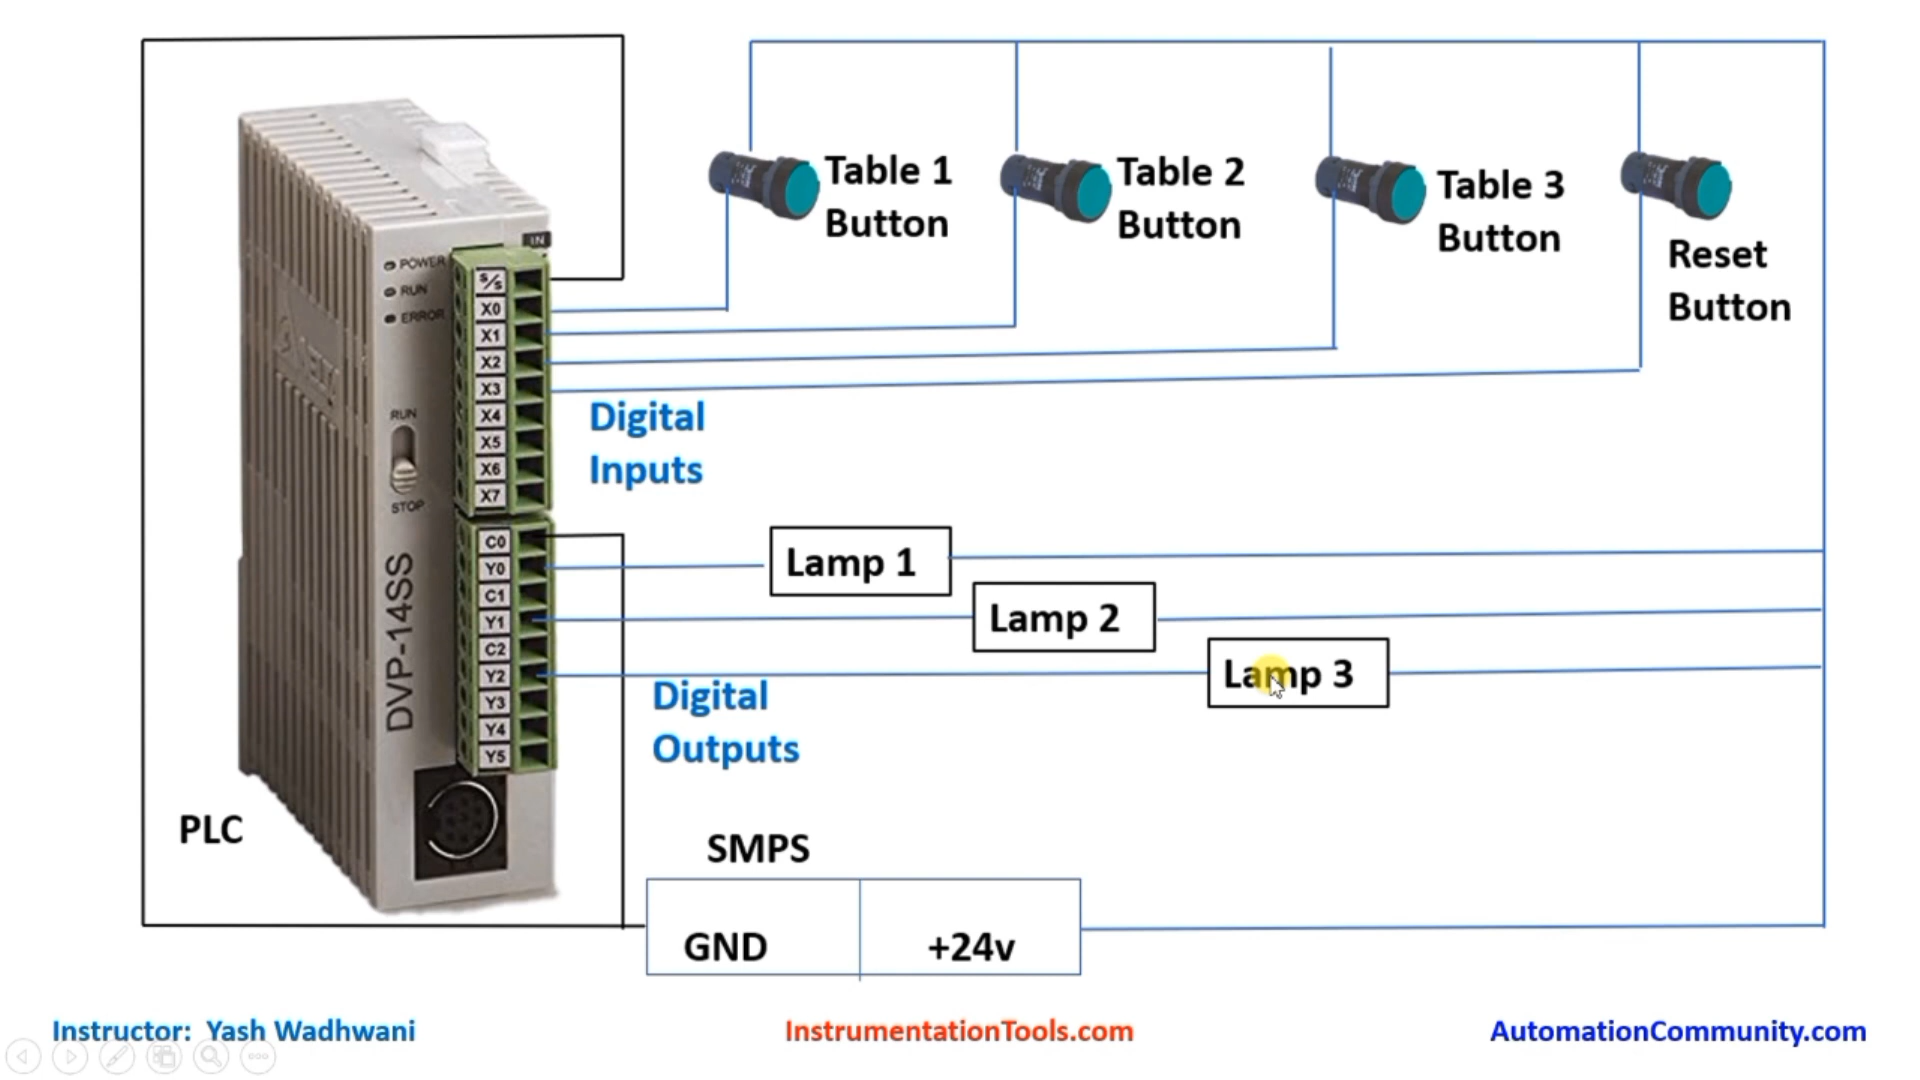 Table 1
Button
Table 2
Button
Table 3
Button
Reset
Button
IN
POWER
RUN
ERROR
S/S
X0
X1
X2
X3
X4
X5
X6
X7
RUN
STOP
Digital
Inputs
C0
Y0
C1
Y1
C2
Y2
Y3
Y4
Y5
DVP-14SS
Lamp 1
Lamp 2
Lamp 3
Digital
Outputs
PLC
SMPS
GND
+24v
Instructor: Yash Wadhwani
InstrumentationTools.com
AutomationCommunity.com